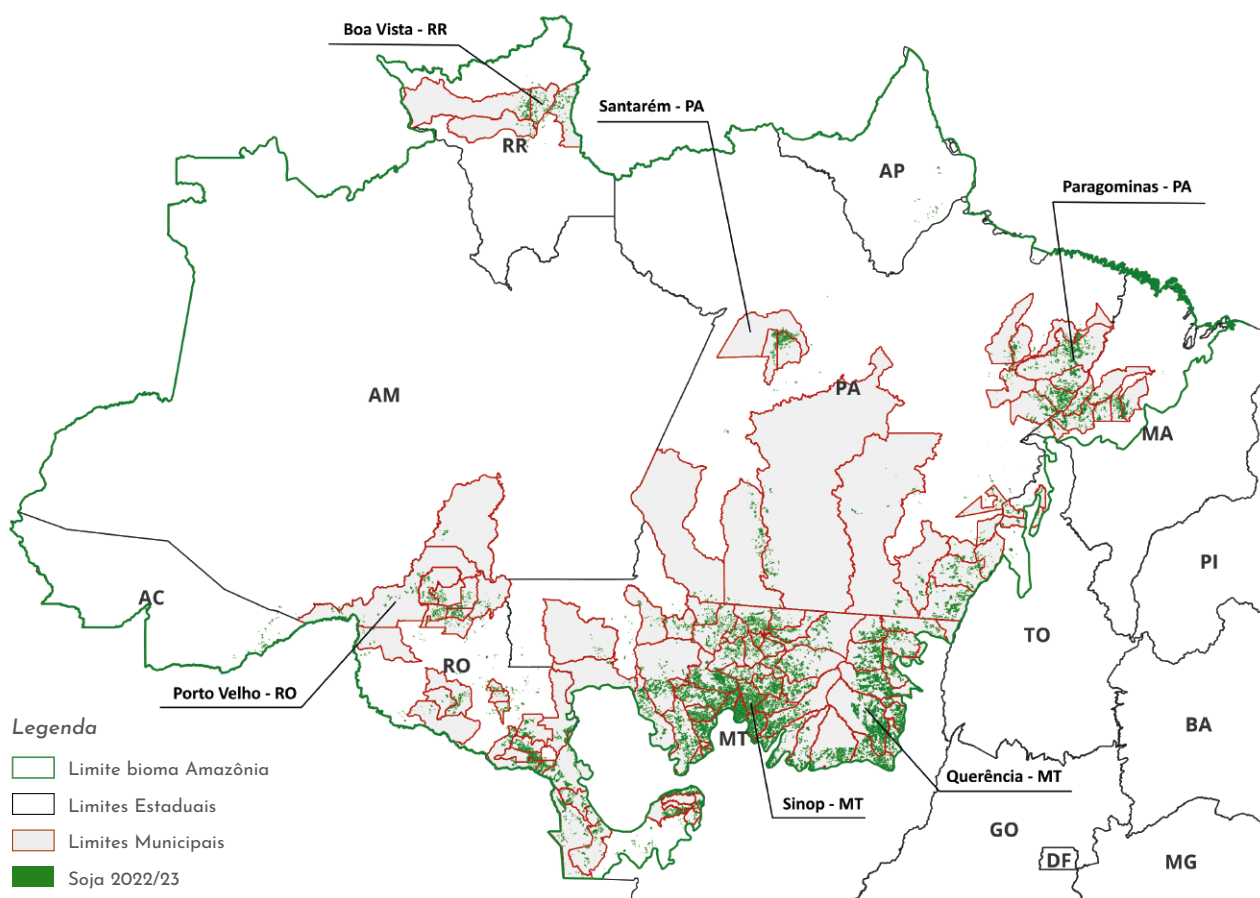 Boa Vista - RR
Santarém - PA
RR
AP
Paragominas - PA
AM
PA
MA
AC
PI
TO
RO
Porto Velho - RO
BA
MT
Querência - MT
Sinop - MT
GO
DF
MG
Legenda
Limite bioma Amazônia
Limites Estaduais
Limites Municipais
Soja 2022/23